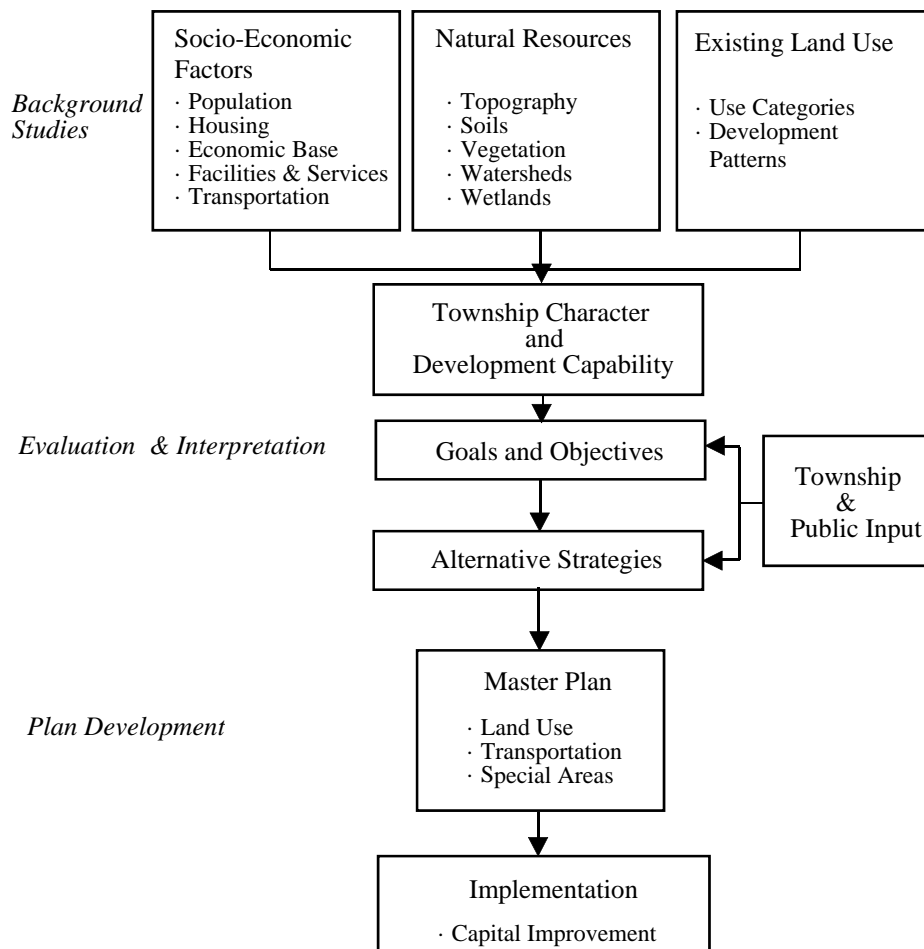 Socio-Economic
Factors
· Population
· Housing
· Economic Base
· Facilities & Services
· Transportation
Natural Resources
· Topography
· Soils
· Vegetation
· Watersheds
· Wetlands
Existing Land Use
· Use Categories
· Development
Patterns
Background
Studies
Township Character
and
Development Capability
Evaluation & Interpretation
Goals and Objectives
Township
&
Public Input
Alternative Strategies
Master Plan
· Land Use
· Transportation
· Special Areas
Plan Development
Implementation
· Capital Improvement